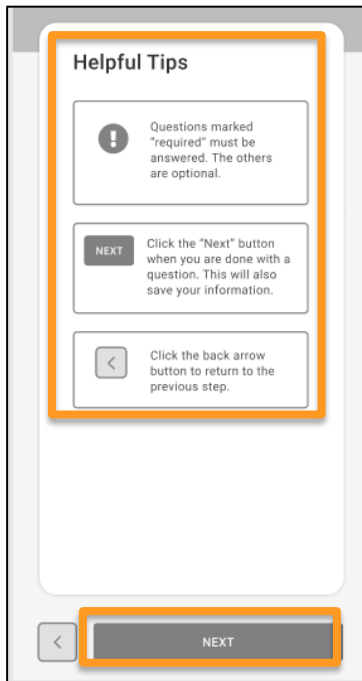 Helpful Tips
Questions marked
"required" must be
answered. The others
are optional.
NEXT
Click the "Next" button
when you are done with a
question. This will also
save your information.
Click the back arrow
button to return to the
previous step.
NEXT